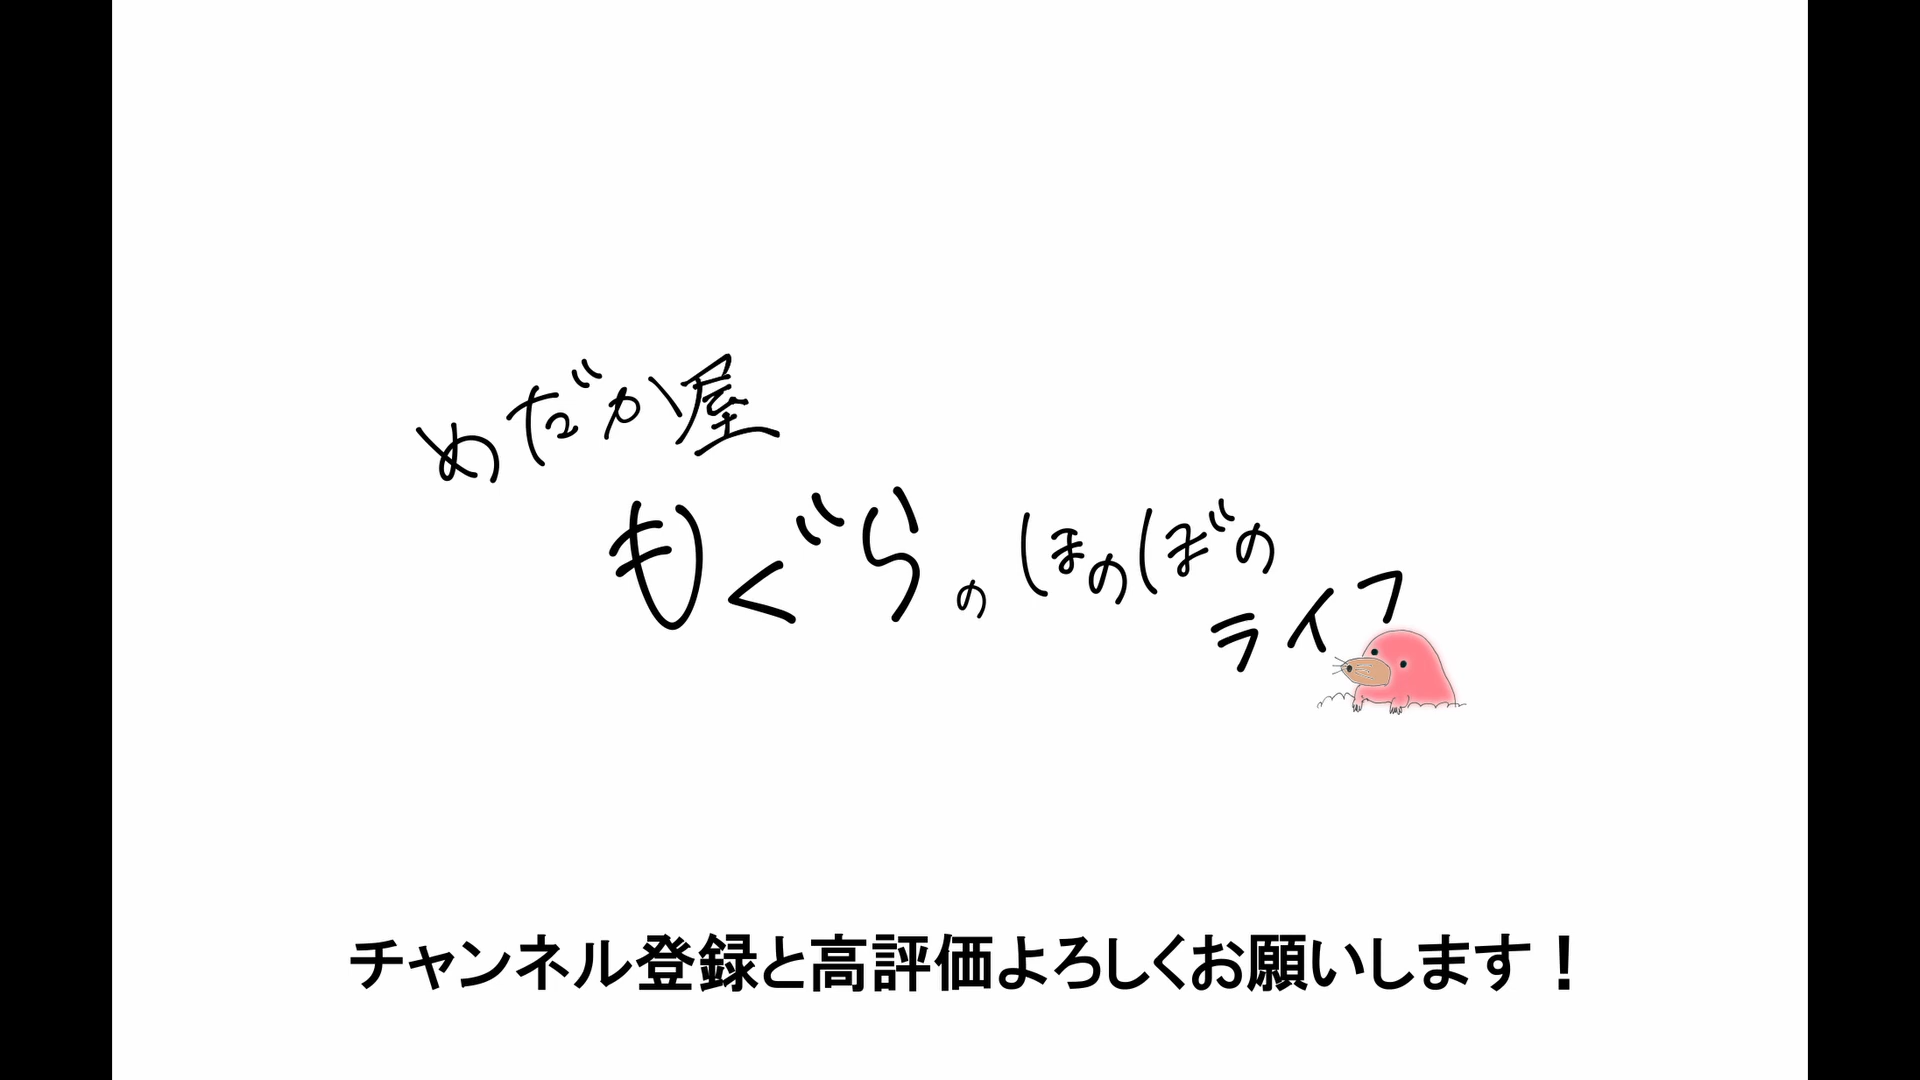 めだか屋
もぐらのほのぼの
ライフ
チャンネル登録と高評価よろしくお願いします！